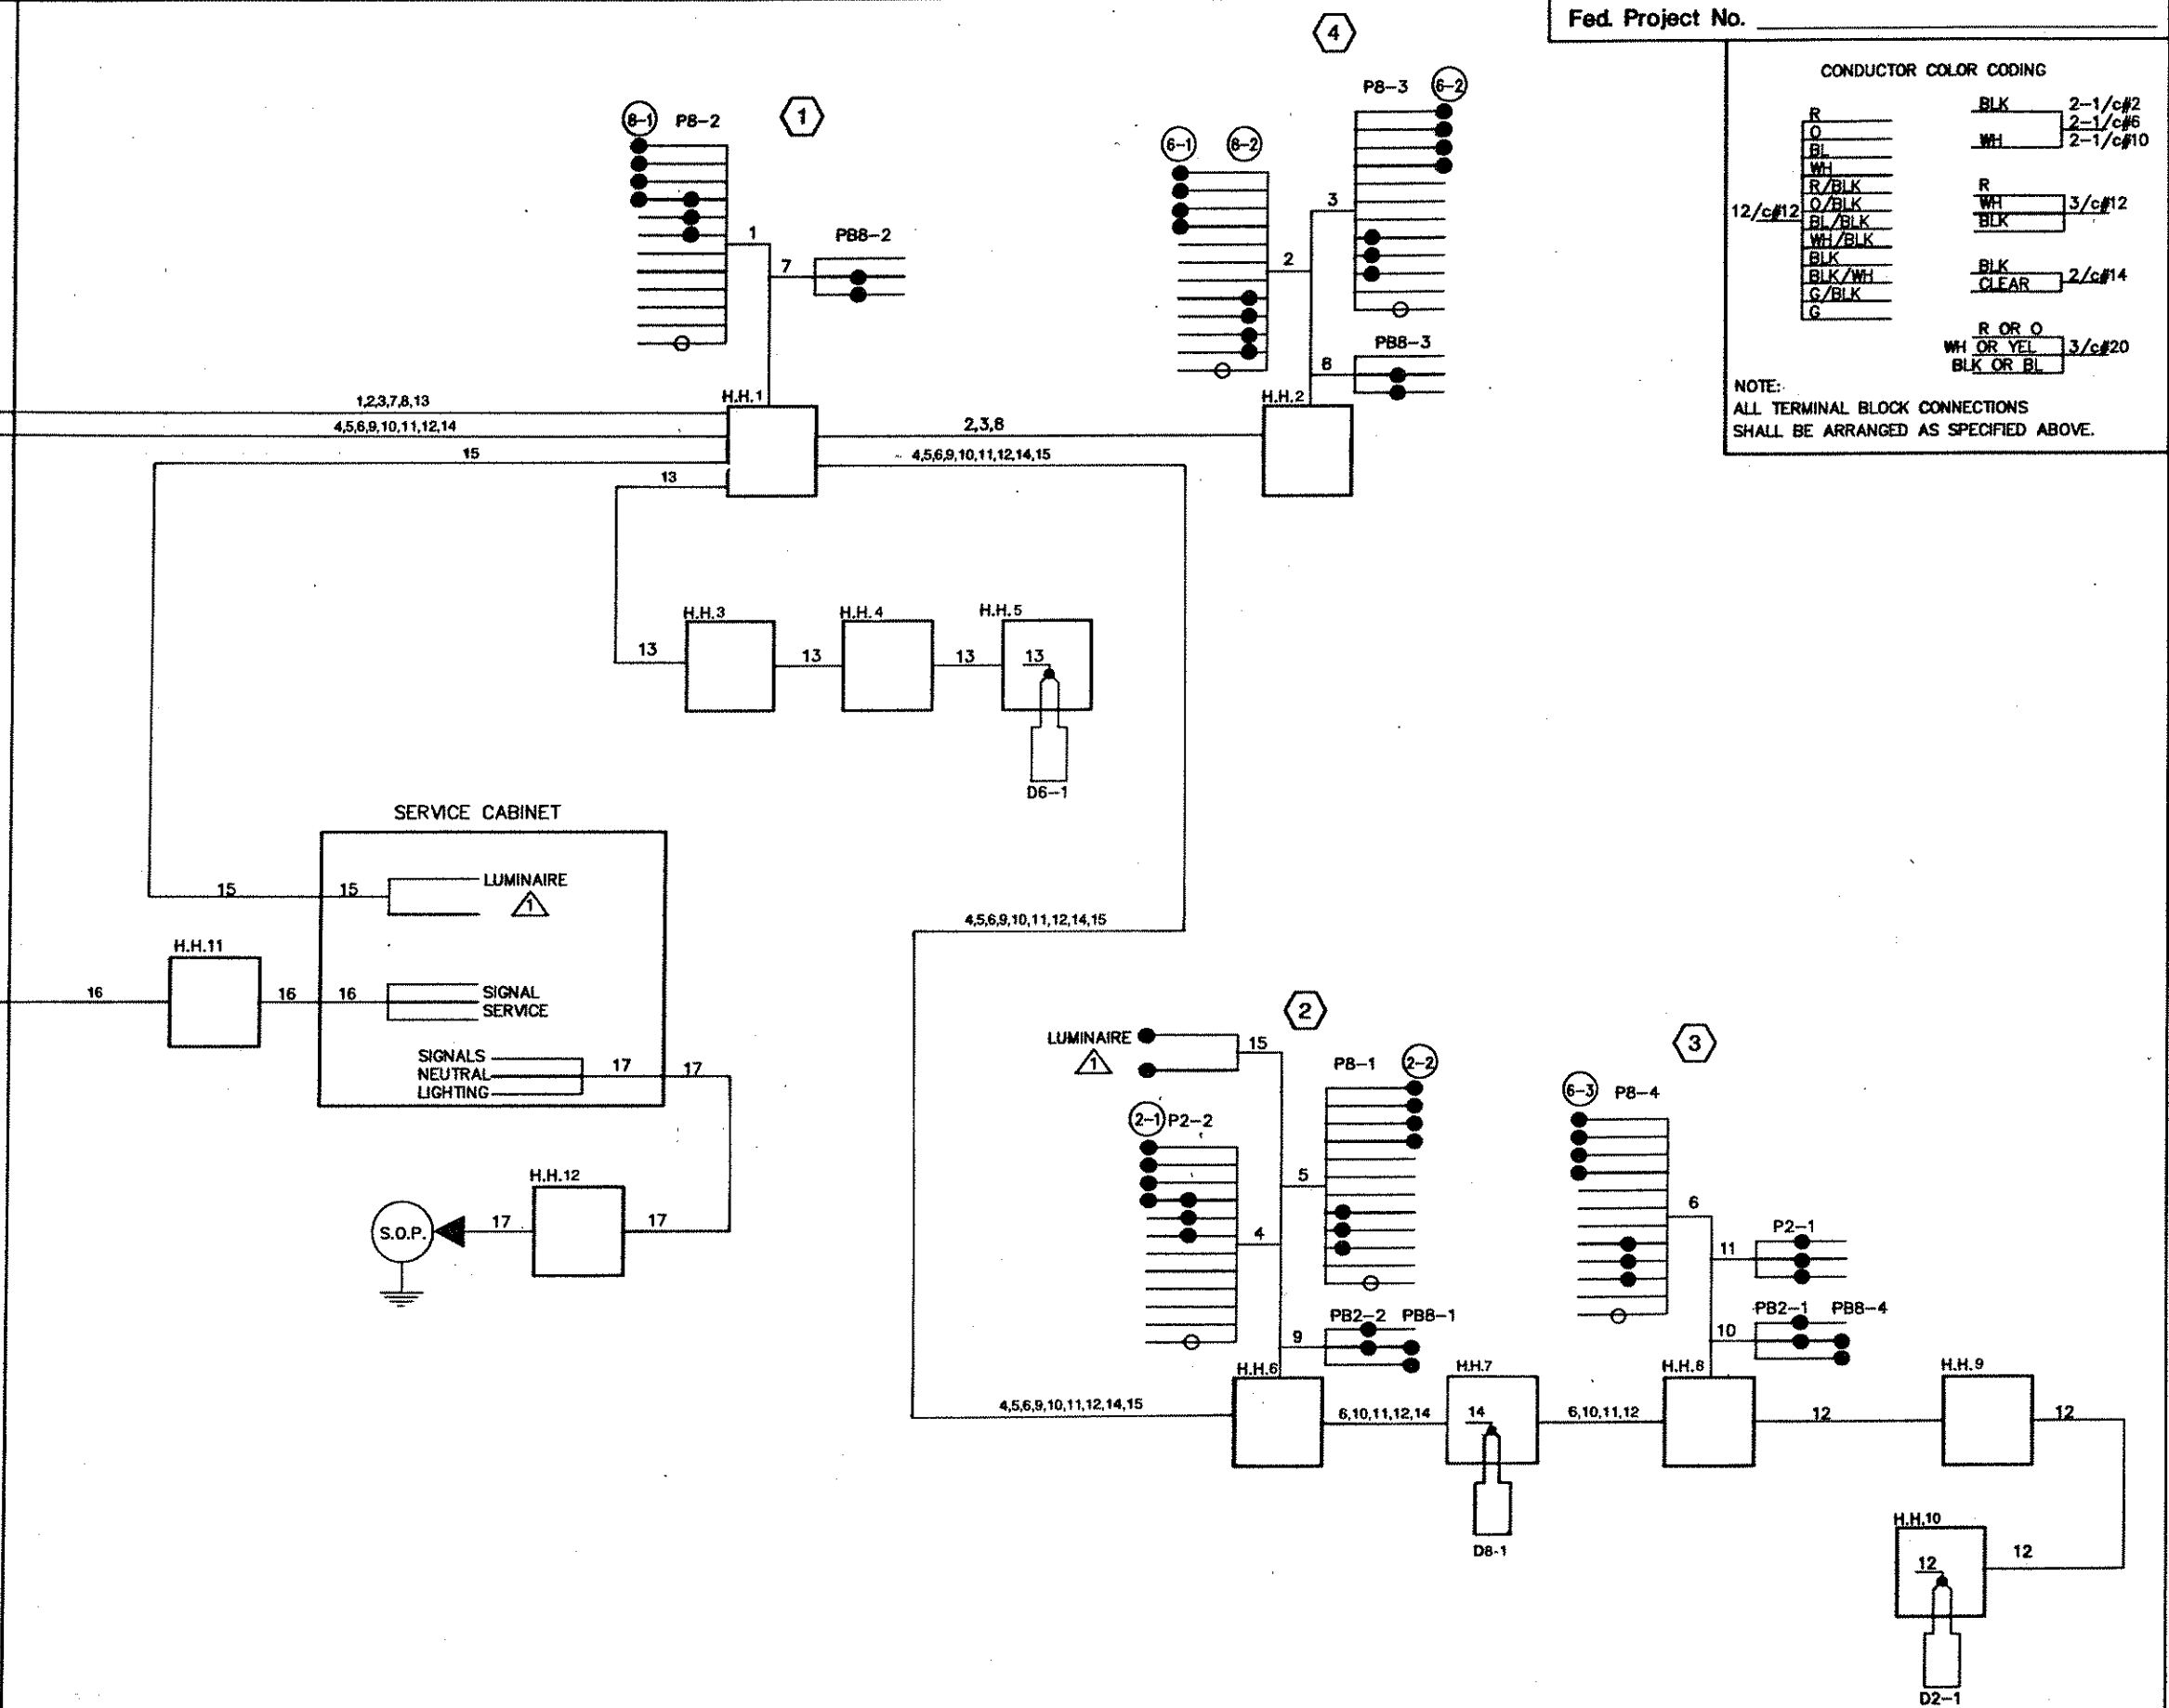 Fed. Project No.
CONDUCTOR COLOR CODING
R
O
BL
WH
R/BLK
O/BLK
BL/BLK
WH/BLK
BLK
BLK/WH
G/BLK
G
12/c#12
BLK
WH
2-1/c#2
2-1/c#6
2-1/c#10
R
WH
BLK
3/c#12
BLK
CLEAR
2/c#14
R OR O
WH OR YEL
BLK OR BL
3/c#20
NOTE:
ALL TERMINAL BLOCK CONNECTIONS
SHALL BE ARRANGED AS SPECIFIED ABOVE.
4
1
8-1 P8-2
1
7
PB8-2
6-1 8-2
2
3
P8-3 6-2
8
PB8-3
1,2,3,7,8,13
4,5,6,9,10,11,12,14
15
13
H.H.1
2,3,8
4,5,6,9,10,11,12,14,15
H.H.2
13
H.H.3
13
H.H.4
13
H.H.5
13
D6-1
SERVICE CABINET
15
15
LUMINAIRE
1
H.H.11
16
16
16
SIGNAL
SERVICE
SIGNALS
NEUTRAL
LIGHTING
17
17
H.H.12
S.O.P.
17
17
4,5,6,9,10,11,12,14,15
2
LUMINAIRE
1
15
2-1 P2-2
4
5
P8-1 2-2
9
PB2-2 PB8-1
3
6-3 P8-4
6
11
P2-1
10
PB2-1 PB8-4
4,5,6,9,10,11,12,14,15
H.H.6
6,10,11,12,14
H.H.7
14
D8-1
6,10,11,12
H.H.8
12
H.H.9
12
H.H.10
12
12
D2-1